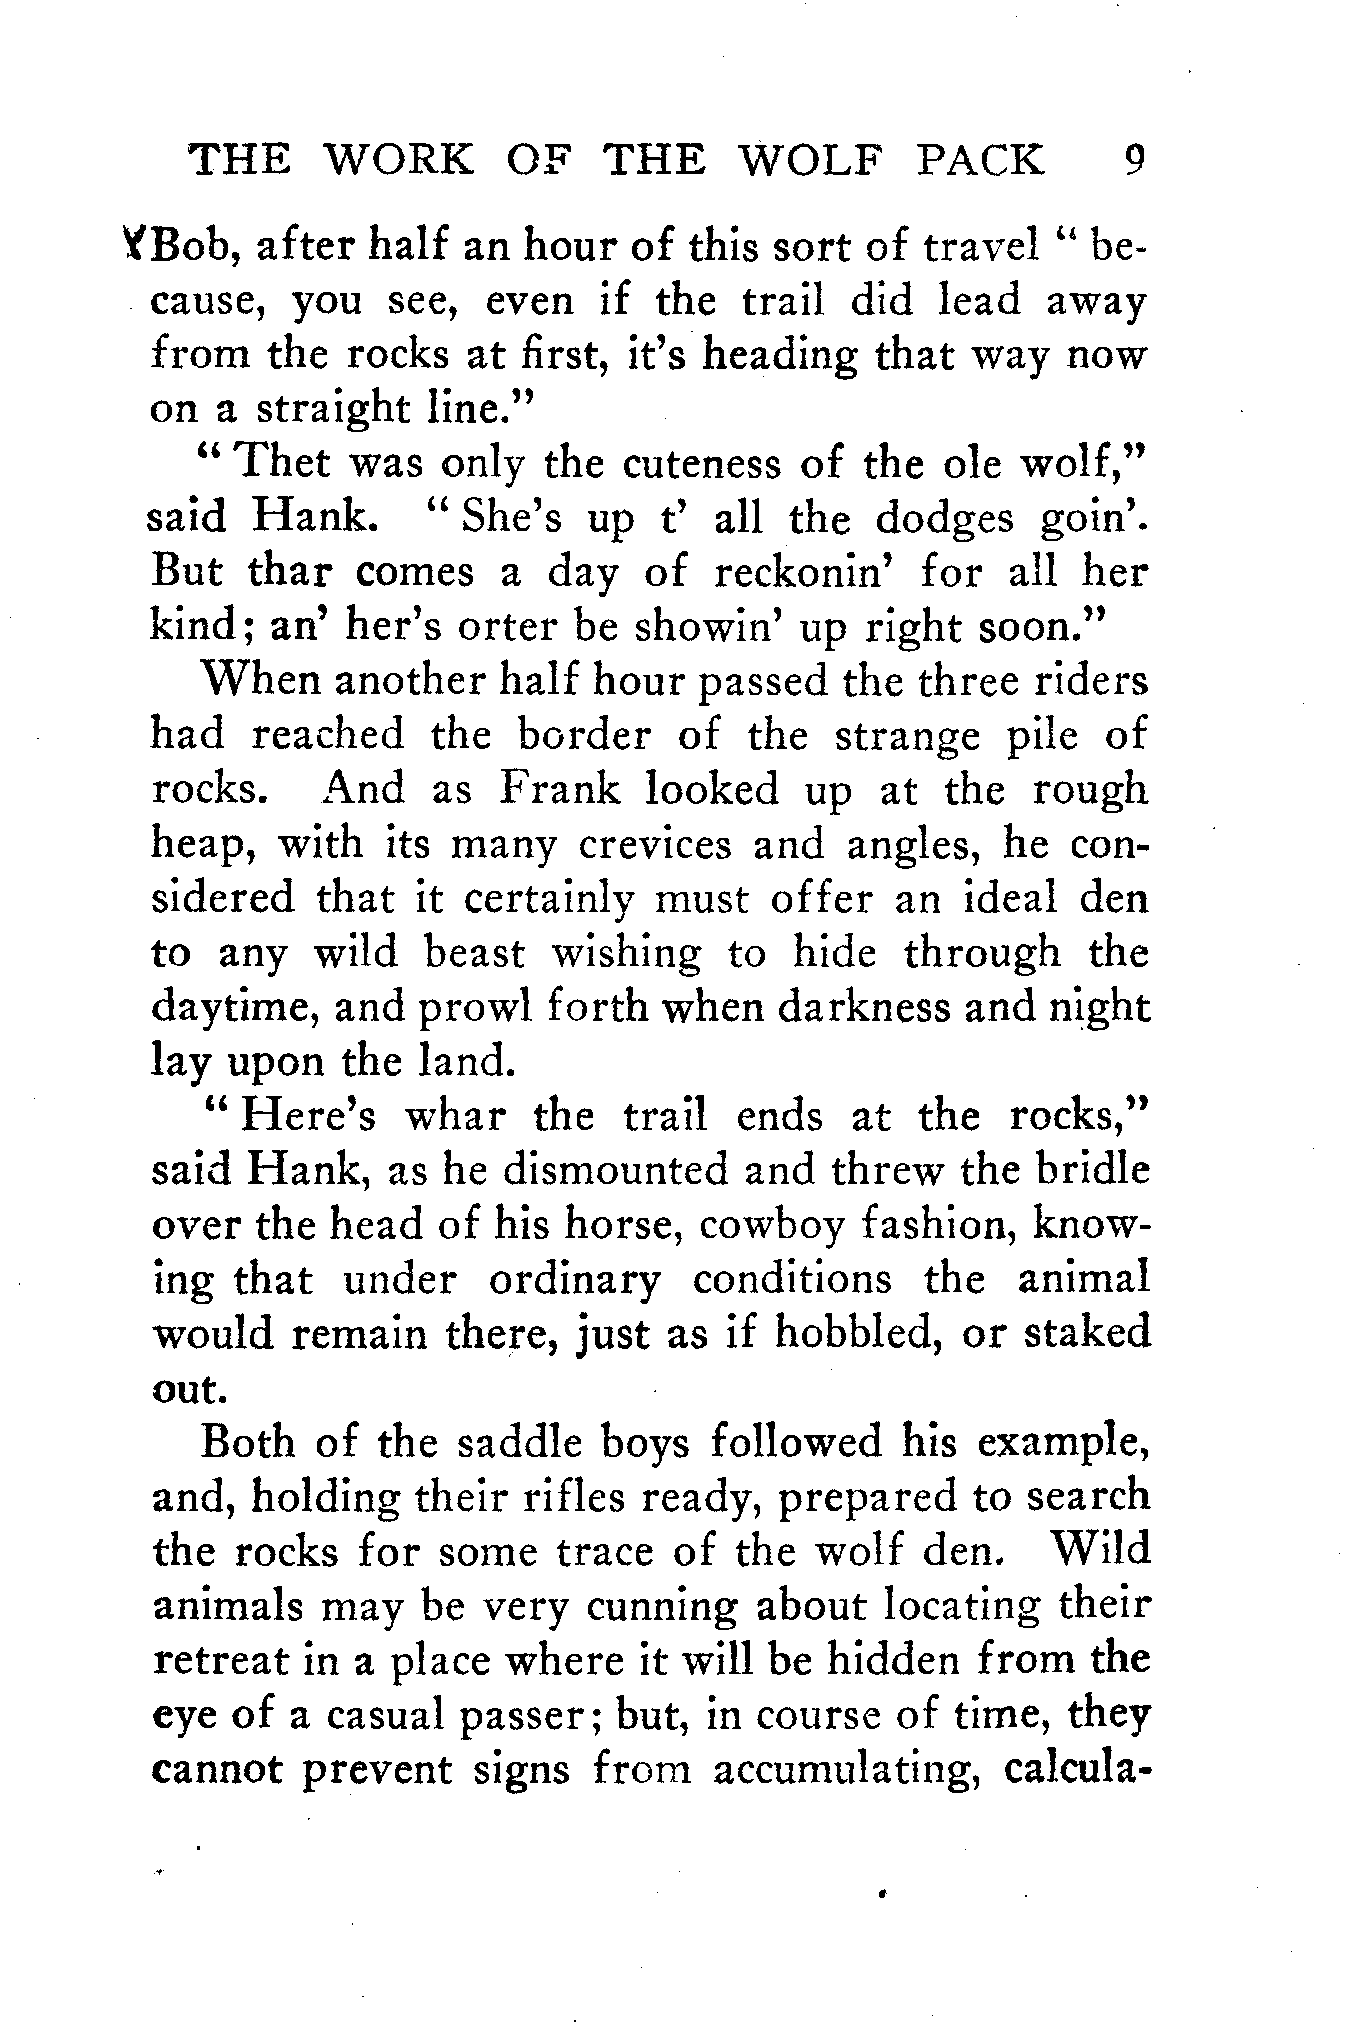 THE WORK OF THE WOLF PACK 9
Bob, after half an hour of this sort of travel “ be-
cause, you see, even if the trail did lead away
from the rocks at first, it’s heading that way now
on a straight line.”
“ Thet was only the cuteness of the ole wolf,”
said Hank. “ She’s up t’ all the dodges goin’.
But thar comes a day of reckonin’ for all her
kind; an’ her’s orter be showin’ up right soon.”
When another half hour passed the three riders
had reached the border of the strange pile of
rocks. And as Frank looked up at the rough
heap, with its many crevices and angles, he con-
sidered that it certainly must offer an ideal den
to any wild beast wishing to hide through the
daytime, and prowl forth when darkness and night
lay upon the land.
“ Here’s whar the trail ends at the rocks,”
said Hank, as he dismounted and threw the bridle
over the head of his horse, cowboy fashion, know-
ing that under ordinary conditions the animal
would remain there, just as if hobbled, or staked
out.
Both of the saddle boys followed his example,
and, holding their rifles ready, prepared to search
the rocks for some trace of the wolf den. Wild
animals may be very cunning about locating their
retreat in a place where it will be hidden from the
eye of a casual passer; but, in course of time, they
cannot prevent signs from accumulating, calcula-